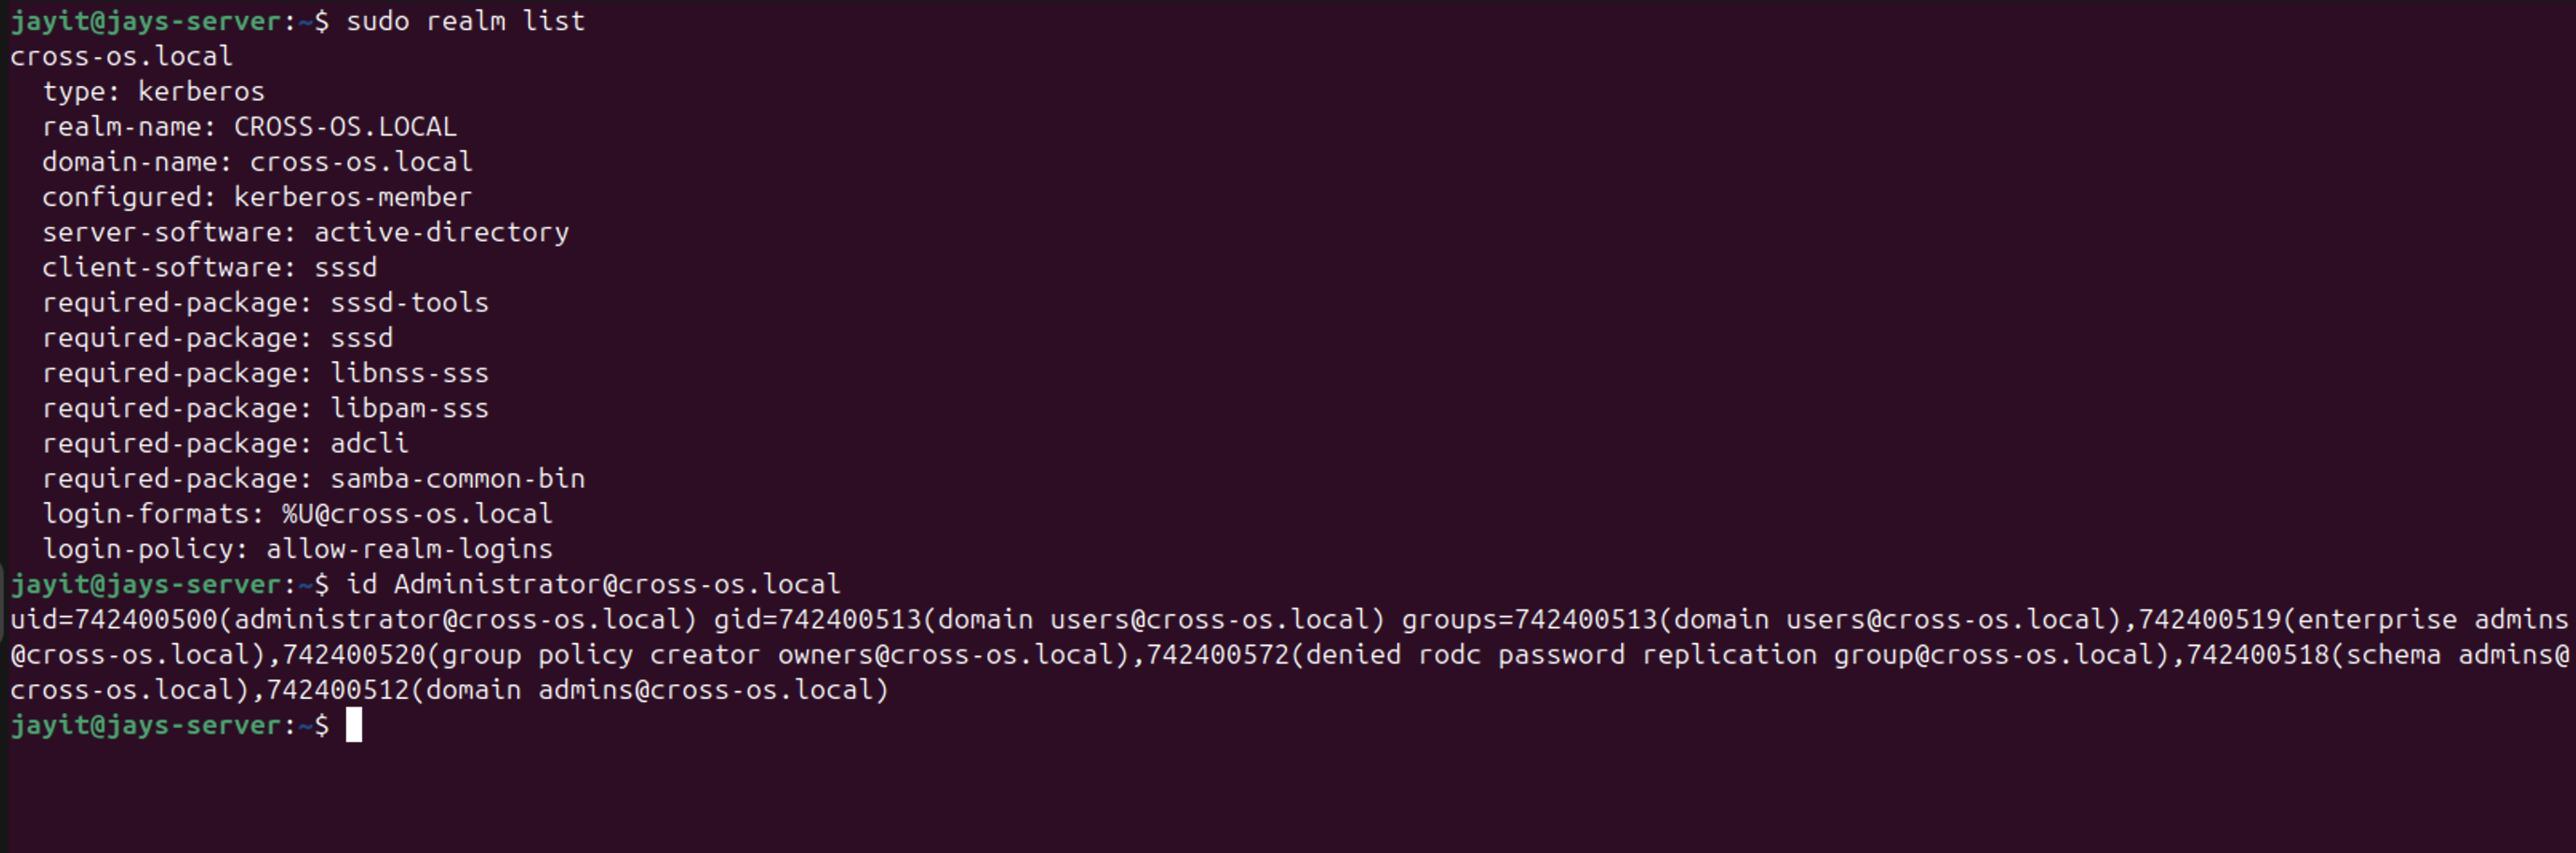 jayit@jays-server:~$ sudo realm list
cross-os.local
  type: kerberos
  realm-name: CROSS-OS.LOCAL
  domain-name: cross-os.local
  configured: kerberos-member
  server-software: active-directory
  client-software: sssd
  required-package: sssd-tools
  required-package: sssd
  required-package: libnss-sss
  required-package: libpam-sss
  required-package: adcli
  required-package: samba-common-bin
  login-formats: %U@cross-os.local
  login-policy: allow-realm-logins
jayit@jays-server:~$ id Administrator@cross-os.local
uid=742400500(administrator@cross-os.local) gid=742400513(domain users@cross-os.local) groups=742400513(domain users@cross-os.local),742400519(enterprise admins
@cross-os.local),742400520(group policy creator owners@cross-os.local),742400572(denied rodc password replication group@cross-os.local),742400518(schema admins@
cross-os.local),742400512(domain admins@cross-os.local)
jayit@jays-server:~$